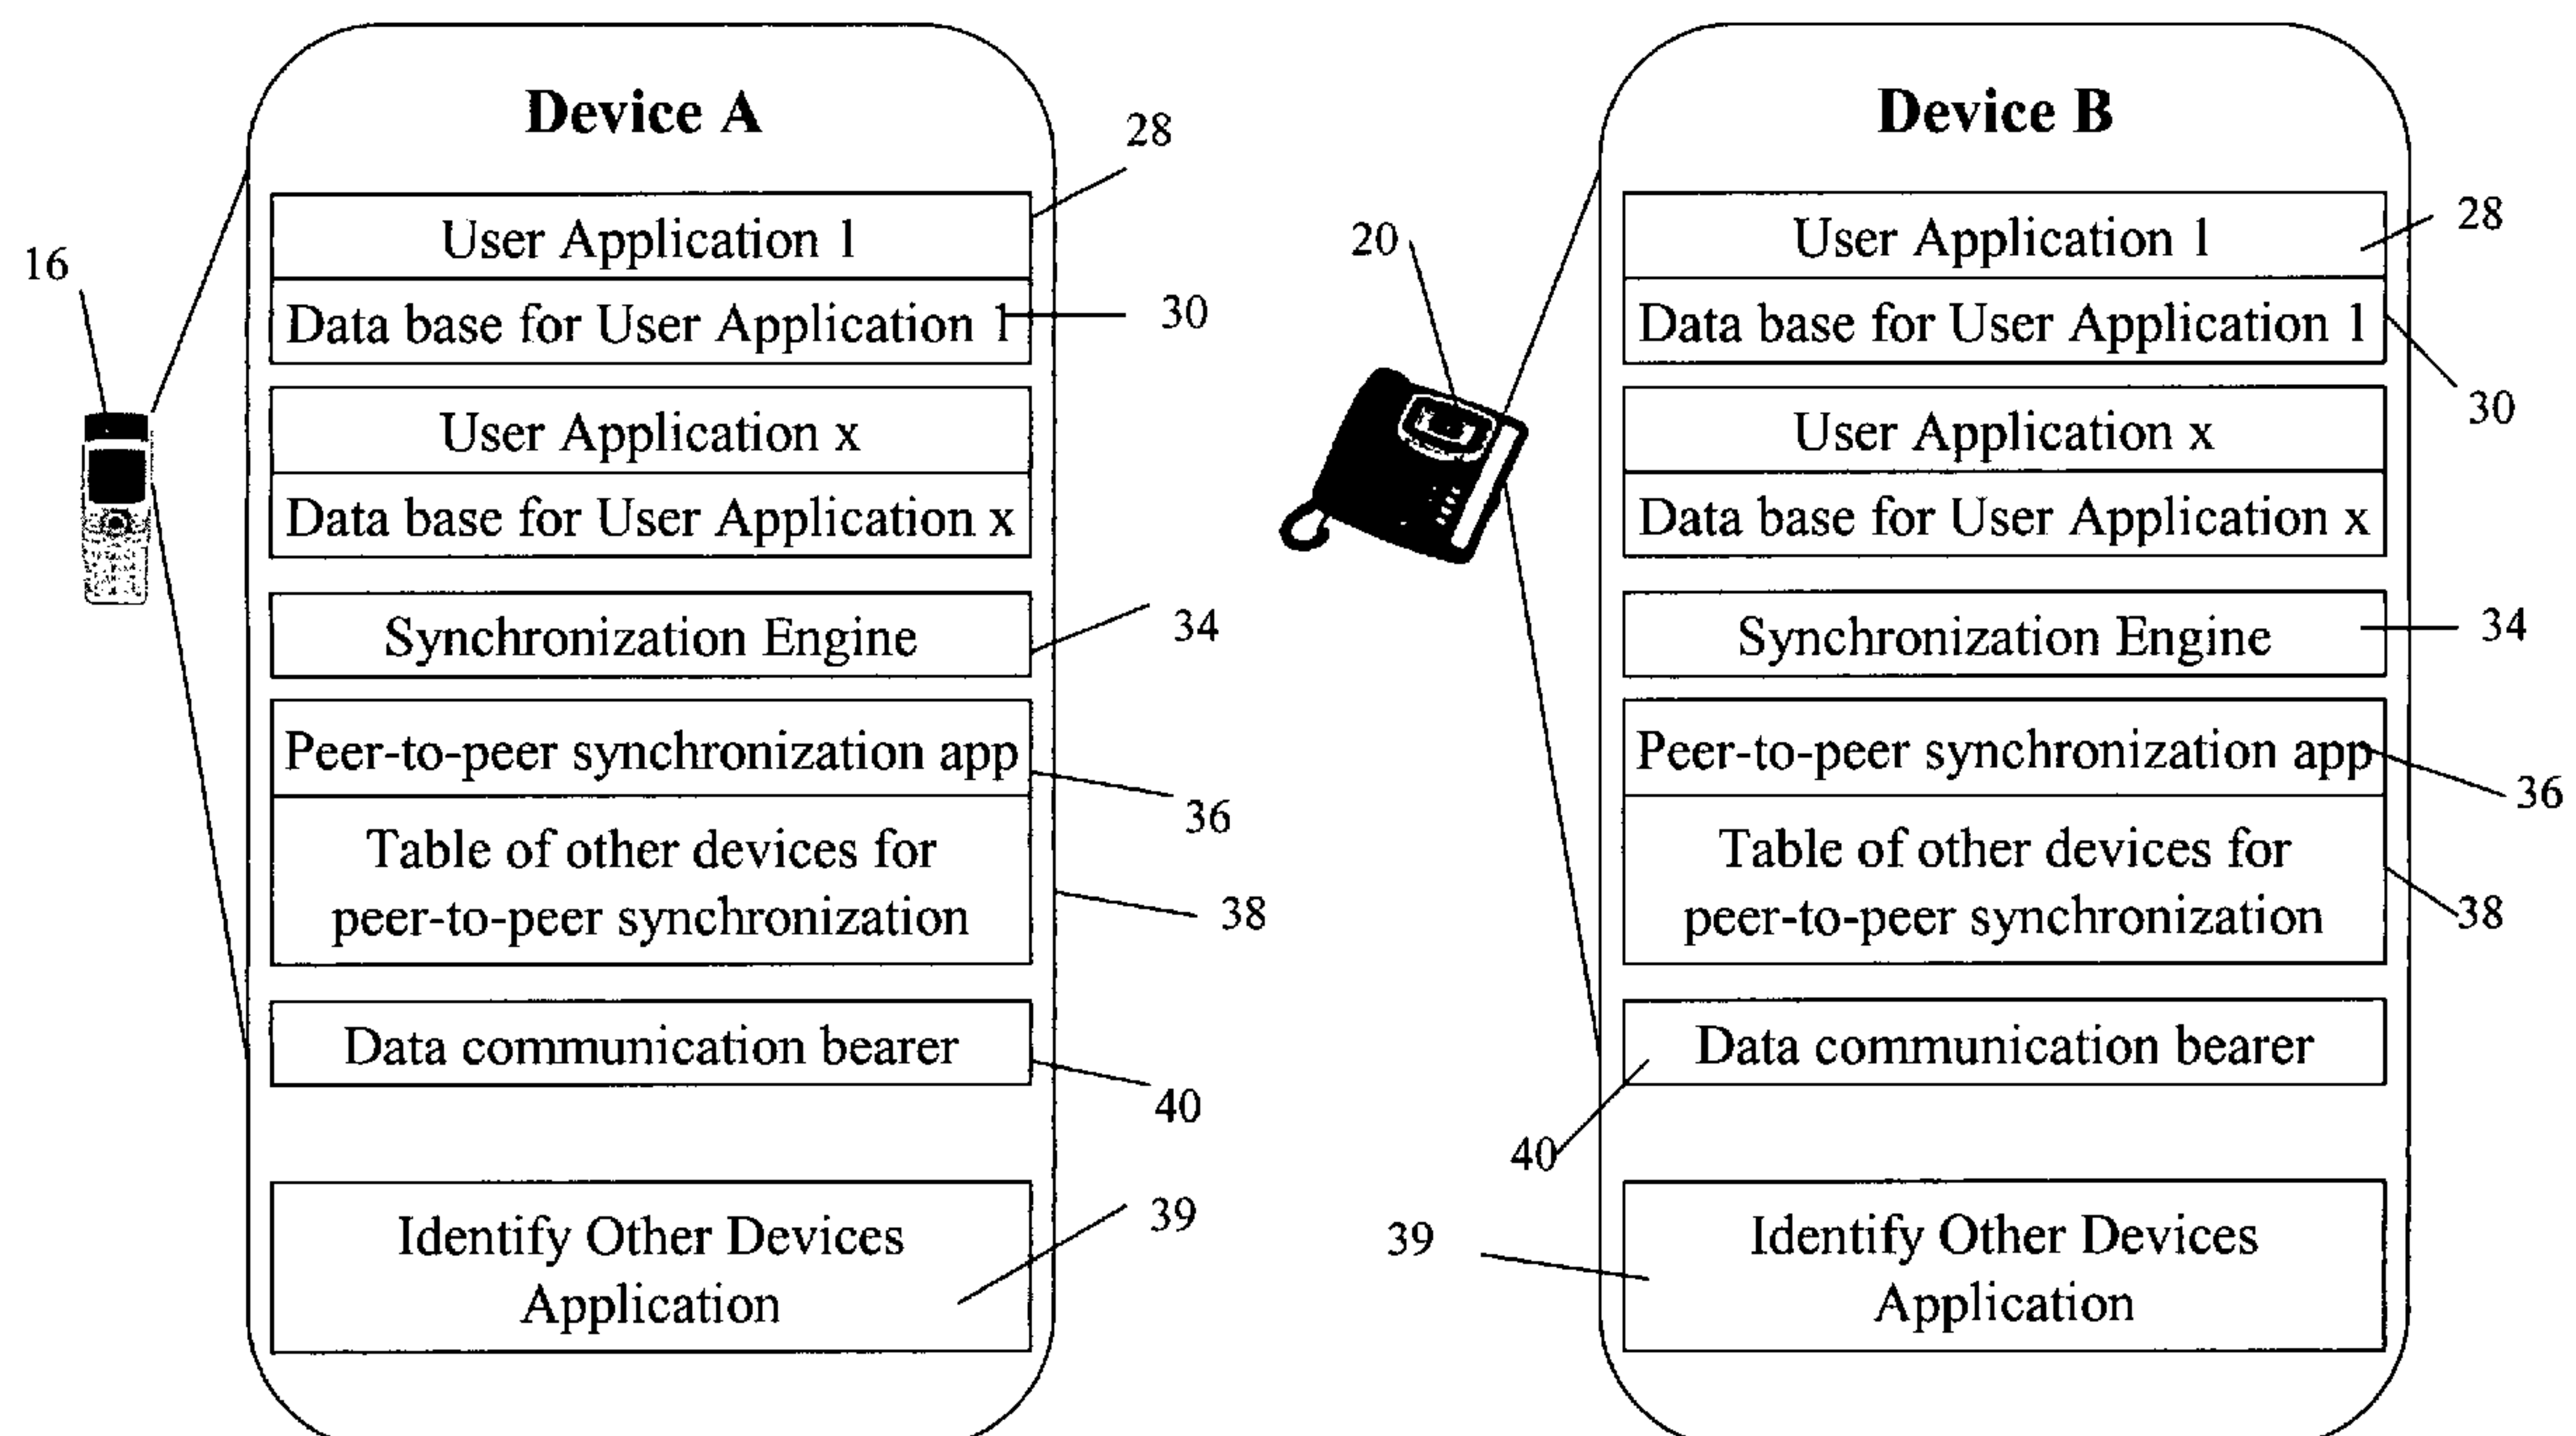 Device A
28
16
User Application 1
Data base for User Application 1
30
User Application x
Data base for User Application x
Synchronization Engine
34
Peer-to-peer synchronization app
36
Table of other devices for
peer-to-peer synchronization
38
Data communication bearer
40
Identify Other Devices
Application
39
Device B
20
User Application 1
28
Data base for User Application 1
30
User Application x
Data base for User Application x
Synchronization Engine
34
Peer-to-peer synchronization app
36
Table of other devices for
peer-to-peer synchronization
38
Data communication bearer
40
Identify Other Devices
Application
39